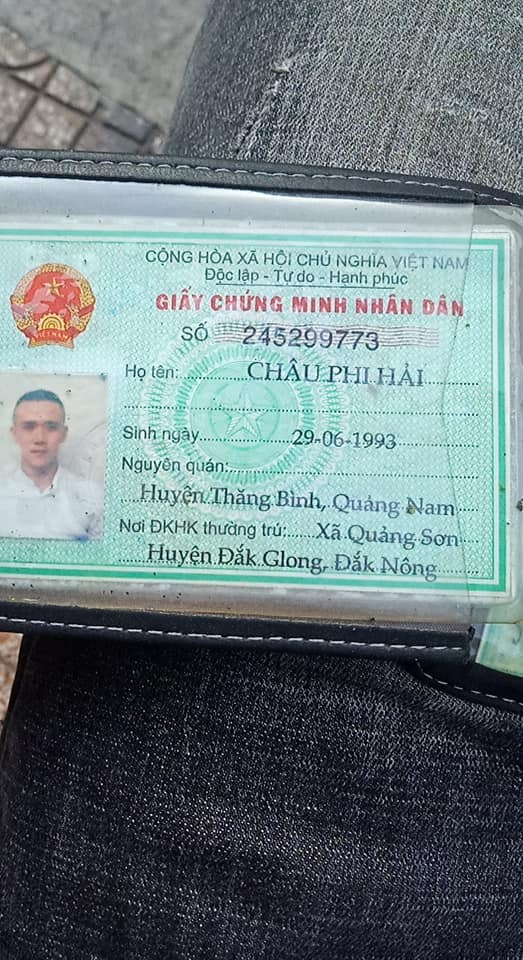 CỘNG HÒA XÃ HỘI CHỦ NGHĨA VIỆT NAM
Độc lập - Tự do - Hạnh phúc
GIẤY CHỨNG MINH NHÂN DÂN
SỐ 245299773
Họ tên: CHÂU PHI HẢI
Sinh ngày 29-06-1993
Nguyên quán:
Huyện Thăng Bình, Quảng Nam
Nơi ĐKHK thường trú: Xã Quảng Sơn
Huyện Đắk Glong, Đắk Nông
VIỆT NAM